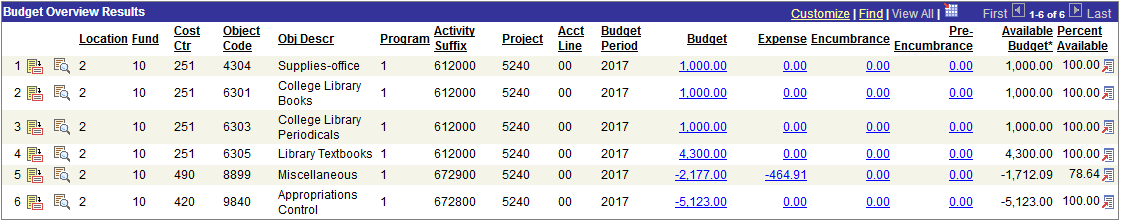 Budget Overview Results Customize | Find | View All | First 1-6 of 6 Last
Location Fund Cost Ctr Object Code Obj Descr Program Activity Suffix Project Acct Line Budget Period Budget Expense Encumbrance Pre-Encumbrance Available Budget* Percent Available
1 2 10 251 4304 Supplies-office 1 612000 5240 00 2017 1,000.00 0.00 0.00 0.00 1,000.00 100.00
2 2 10 251 6301 College Library Books 1 612000 5240 00 2017 1,000.00 0.00 0.00 0.00 1,000.00 100.00
3 2 10 251 6303 College Library Periodicals 1 612000 5240 00 2017 1,000.00 0.00 0.00 0.00 1,000.00 100.00
4 2 10 251 6305 Library Textbooks 1 612000 5240 00 2017 4,300.00 0.00 0.00 0.00 4,300.00 100.00
5 2 10 490 8899 Miscellaneous 1 672900 5240 00 2017 -2,177.00 -464.91 0.00 0.00 -1,712.09 78.64
6 2 10 420 9840 Appropriations Control 1 672800 5240 00 2017 -5,123.00 0.00 0.00 0.00 -5,123.00 100.00